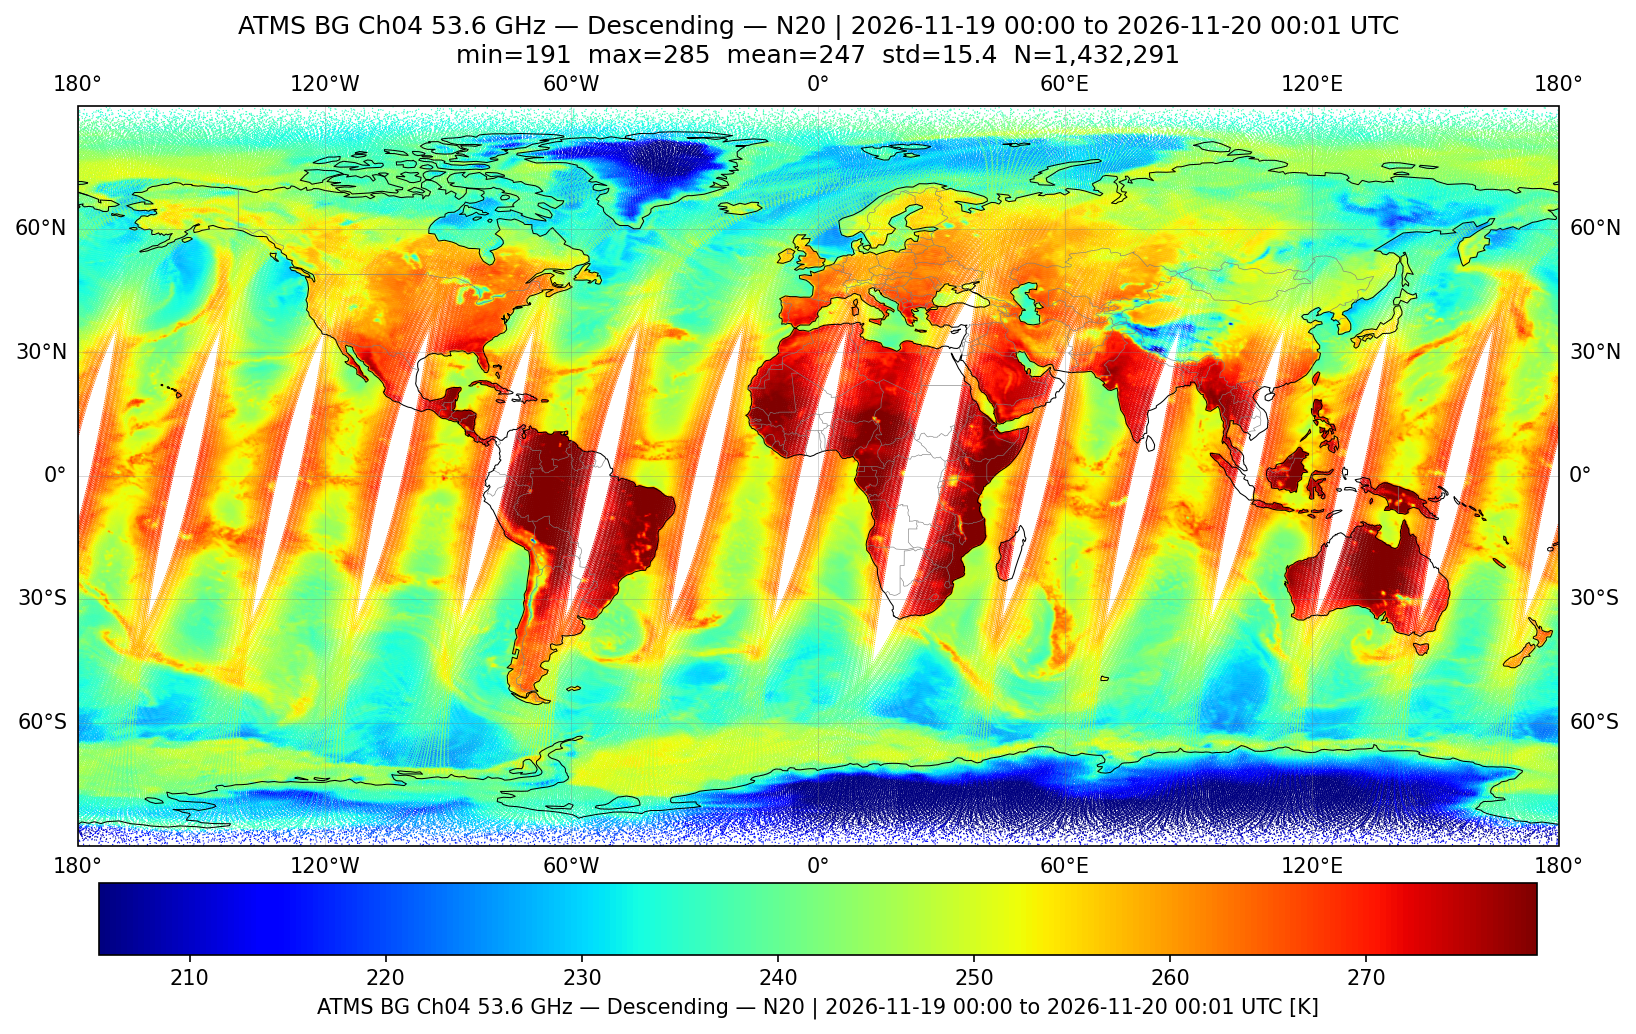 ATMS BG Ch04 53.6 GHz — Descending — N20 | 2026-11-19 00:00 to 2026-11-20 00:01 UTC
min=191 max=285 mean=247 std=15.4 N=1,432,291
180° 120°W 60°W 0° 60°E 120°E 180°
60°N 60°N
30°N 30°N
0° 0°
30°S 30°S
60°S 60°S
180° 120°W 60°W 0° 60°E 120°E 180°
210 220 230 240 250 260 270
ATMS BG Ch04 53.6 GHz — Descending — N20 | 2026-11-19 00:00 to 2026-11-20 00:01 UTC [K]